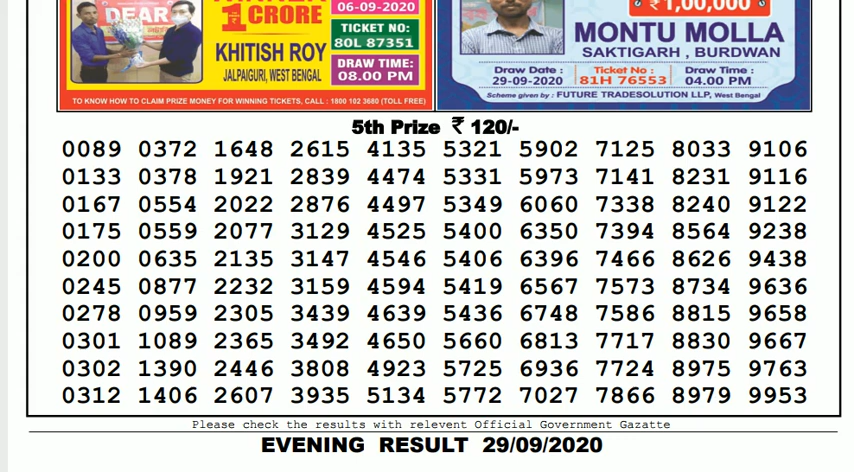 DEAR
1 CRORE
KHITISH ROY
JALPAIGURI, WEST BENGAL
06-09-2020
TICKET NO:
80L 87351
DRAW TIME:
08.00 PM
TO KNOW HOW TO CLAIM PRIZE MONEY FOR WINNING TICKETS, CALL : 1800 102 3680 (TOLL FREE)
₹1,00,000
MONTU MOLLA
SAKTIGARH , BURDWAN
Draw Date : Ticket No : Draw Time :
29-09-2020 81H 76553 04.00 PM
Scheme given by : FUTURE TRADESOLUTION LLP, West Bengal
5th Prize ₹ 120/-
0089 0372 1648 2615 4135 5321 5902 7125 8033 9106
0133 0378 1921 2839 4474 5331 5973 7141 8231 9116
0167 0554 2022 2876 4497 5349 6060 7338 8240 9122
0175 0559 2077 3129 4525 5400 6350 7394 8564 9238
0200 0635 2135 3147 4546 5406 6396 7466 8626 9438
0245 0877 2232 3159 4594 5419 6567 7573 8734 9636
0278 0959 2305 3439 4639 5436 6748 7586 8815 9658
0301 1089 2365 3492 4650 5660 6813 7717 8830 9667
0302 1390 2446 3808 4923 5725 6936 7724 8975 9763
0312 1406 2607 3935 5134 5772 7027 7866 8979 9953
Please check the results with relevent Official Government Gazatte
EVENING RESULT 29/09/2020